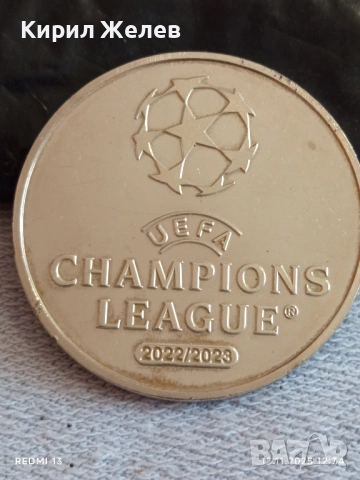 Кирил Желев
UEFA
CHAMPIONS
LEAGUE®
2022/2023
REDMI 13